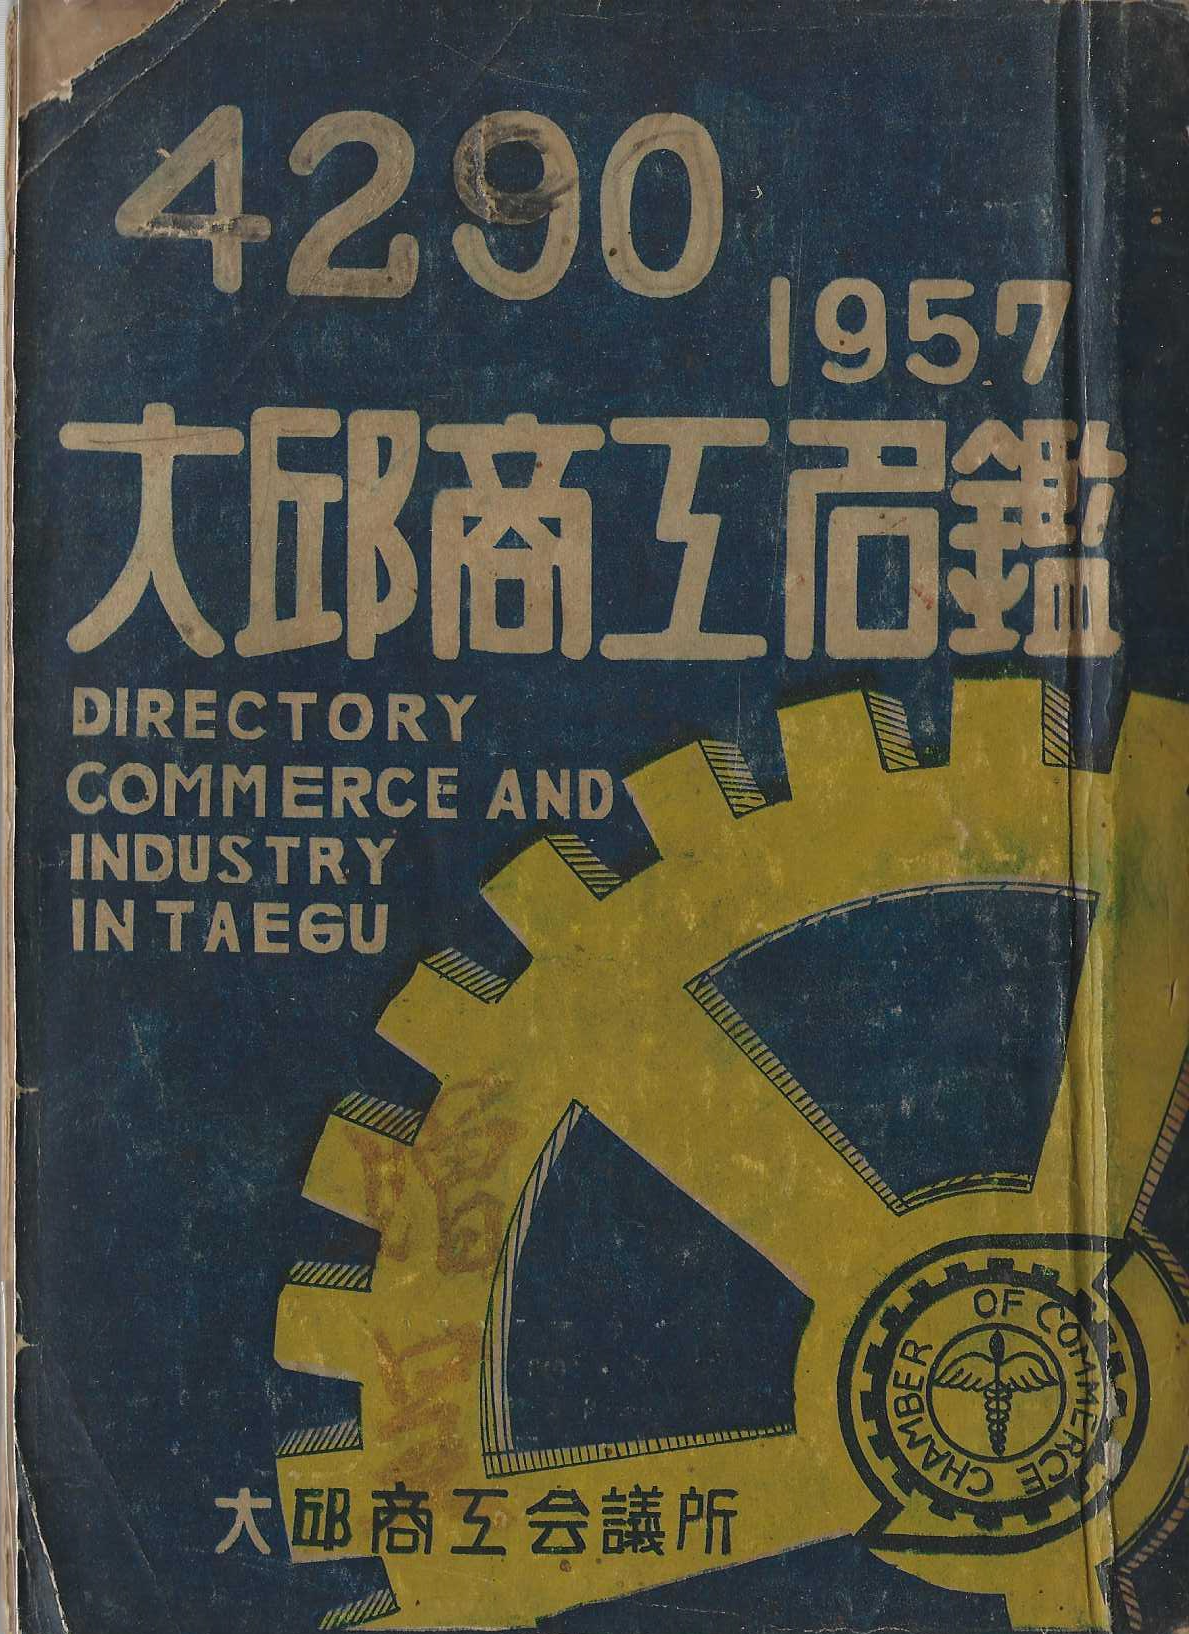 4290
1957
大邱商工名鑑
DIRECTORY
COMMERCE AND
INDUSTRY
IN TAEGU
CHAMBER OF COMMERCE
大邱商工会議所